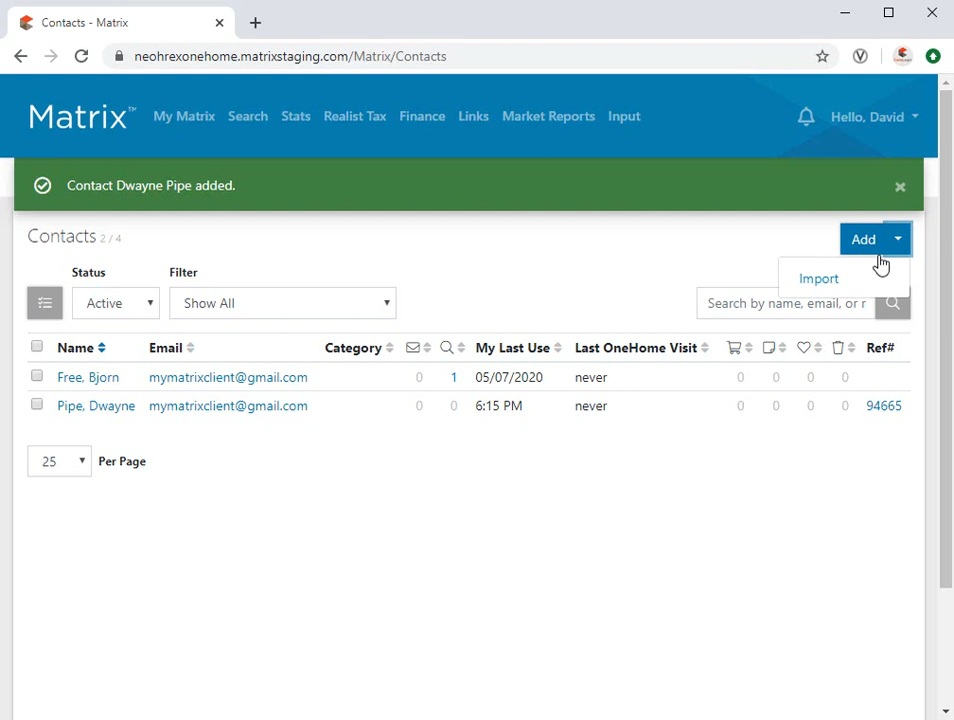 Contacts - Matrix
neohrexonehome.matrixstaging.com/Matrix/Contacts
Matrix™ My Matrix Search Stats Realist Tax Finance Links Market Reports Input Hello, David
Contact Dwayne Pipe added.
Contacts 2 / 4 Add
Import
Status Filter
Active Show All Search by name, email, or r
Name Email Category My Last Use Last OneHome Visit Ref#
Free, Bjorn mymatrixclient@gmail.com 0 1 05/07/2020 never 0 0 0 0
Pipe, Dwayne mymatrixclient@gmail.com 0 0 6:15 PM never 0 0 0 0 94665
25 Per Page